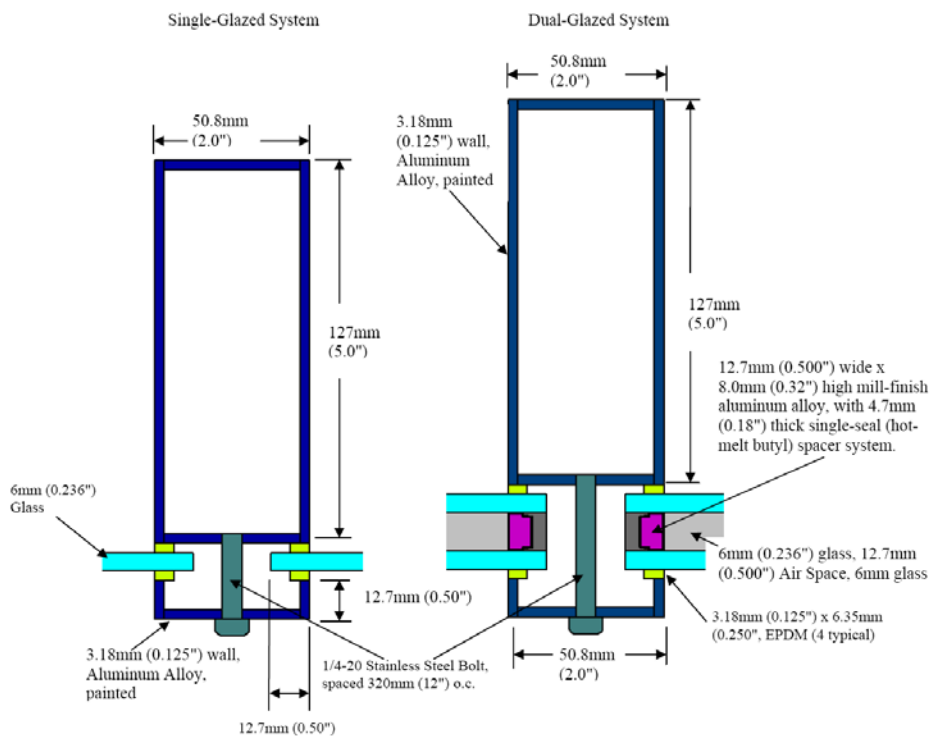 Single-Glazed System
Dual-Glazed System
50.8mm
(2.0")
50.8mm
(2.0")
3.18mm
(0.125") wall,
Aluminum
Alloy, painted
127mm
(5.0")
127mm
(5.0")
12.7mm (0.500") wide x
8.0mm (0.32") high mill-finish
aluminum alloy, with 4.7mm
(0.18") thick single-seal (hot-
melt butyl) spacer system.
6mm (0.236")
Glass
6mm (0.236") glass, 12.7mm
(0.500") Air Space, 6mm glass
12.7mm (0.50")
3.18mm (0.125") x 6.35mm
(0.250", EPDM (4 typical)
3.18mm (0.125") wall,
Aluminum Alloy,
painted
1/4-20 Stainless Steel Bolt,
spaced 320mm (12") o.c.
50.8mm
(2.0")
12.7mm (0.50")